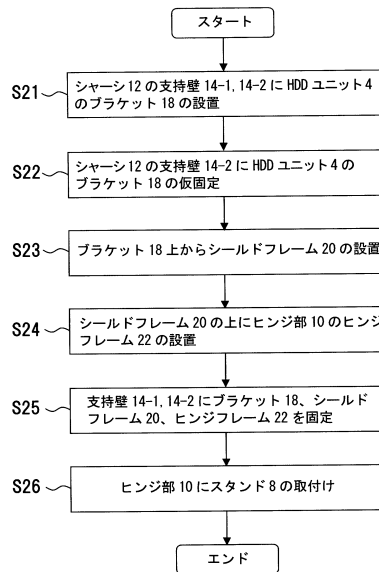 スタート
S21
シャーシ12の支持壁14-1, 14-2にHDDユニット4
のブラケット18の設置
S22
シャーシ12の支持壁14-2にHDDユニット4の
ブラケット18の仮固定
S23
ブラケット18上からシールドフレーム20の設置
S24
シールドフレーム20の上にヒンジ部10のヒンジ
フレーム22の設置
S25
支持壁14-1, 14-2にブラケット18、シールド
フレーム20、ヒンジフレーム22を固定
S26
ヒンジ部10にスタンド8の取付け
エンド